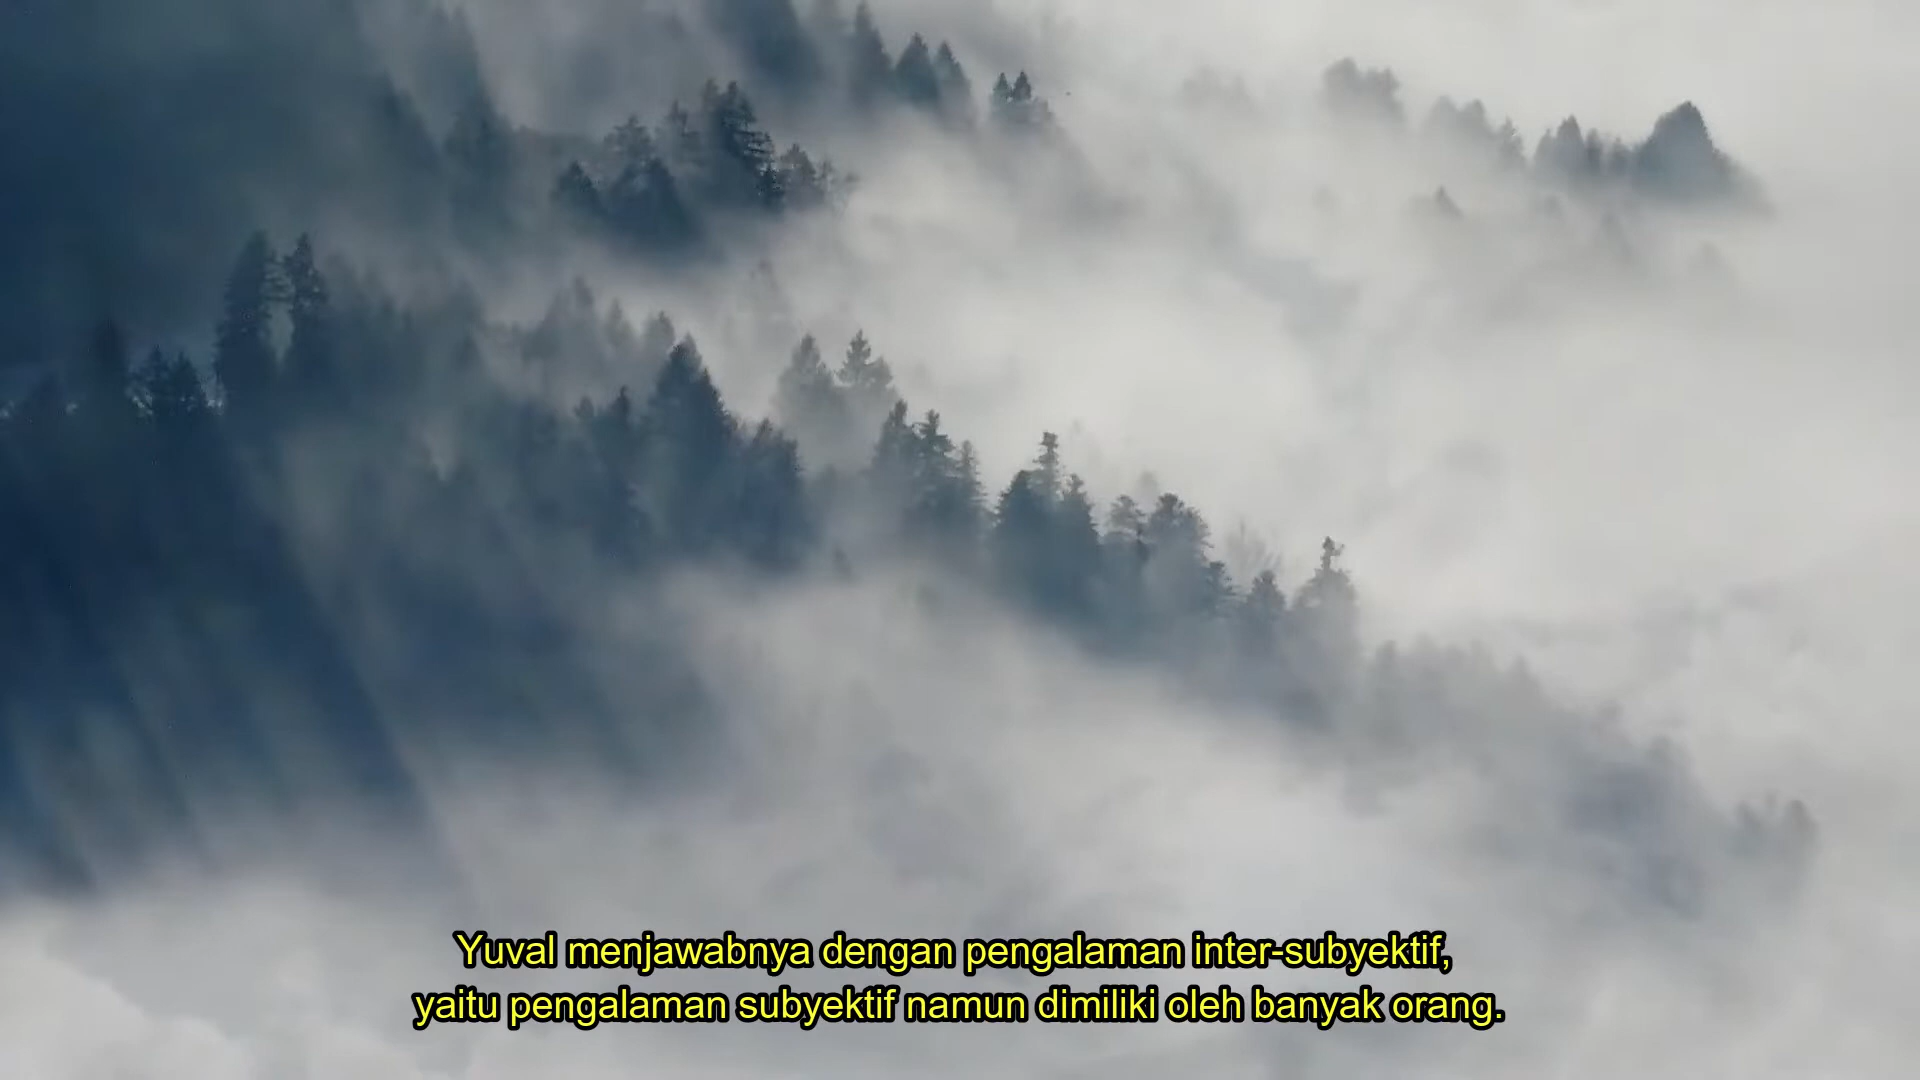 Yuval menjawabnya dengan pengalaman inter-subyektif,
yaitu pengalaman subyektif namun dimiliki oleh banyak orang.